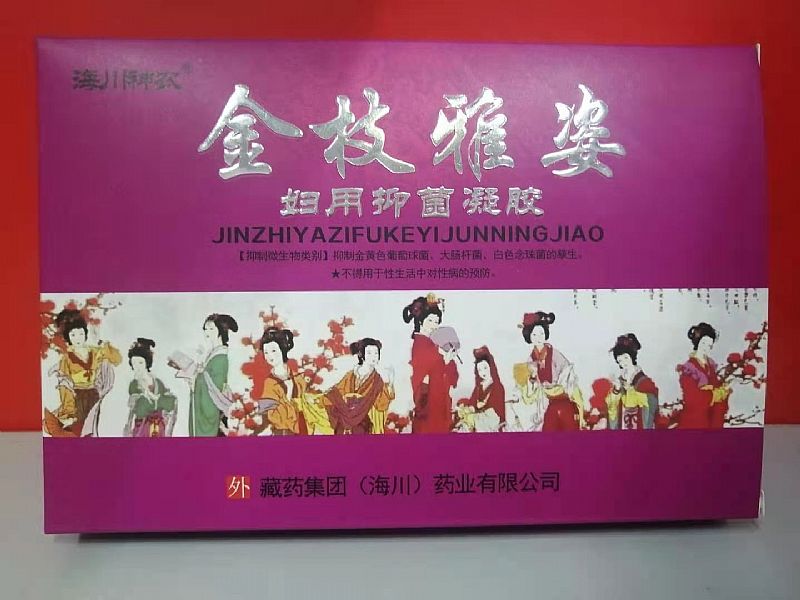 海川神农®
金枝雅姿
妇用抑菌凝胶
JINZHIYAZIFUKEYIJUNNINGJIAO
【抑制微生物类别】抑制金黄色葡萄球菌、大肠杆菌、白色念珠菌的孳生。
★不得用于性生活中对性病的预防。
外 藏药集团（海川）药业有限公司